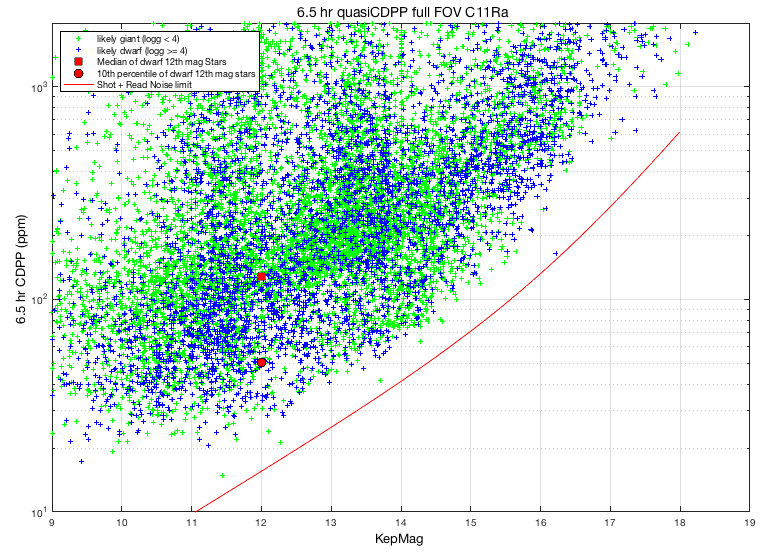 6.5 hr quasiCDPP full FOV C11Ra
likely giant (logg < 4)
likely dwarf (logg >= 4)
Median of dwarf 12th mag Stars
10th percentile of dwarf 12th mag stars
Shot + Read Noise limit
6.5 hr CDPP (ppm)
10³
10²
10¹
9 10 11 12 13 14 15 16 17 18 19
KepMag